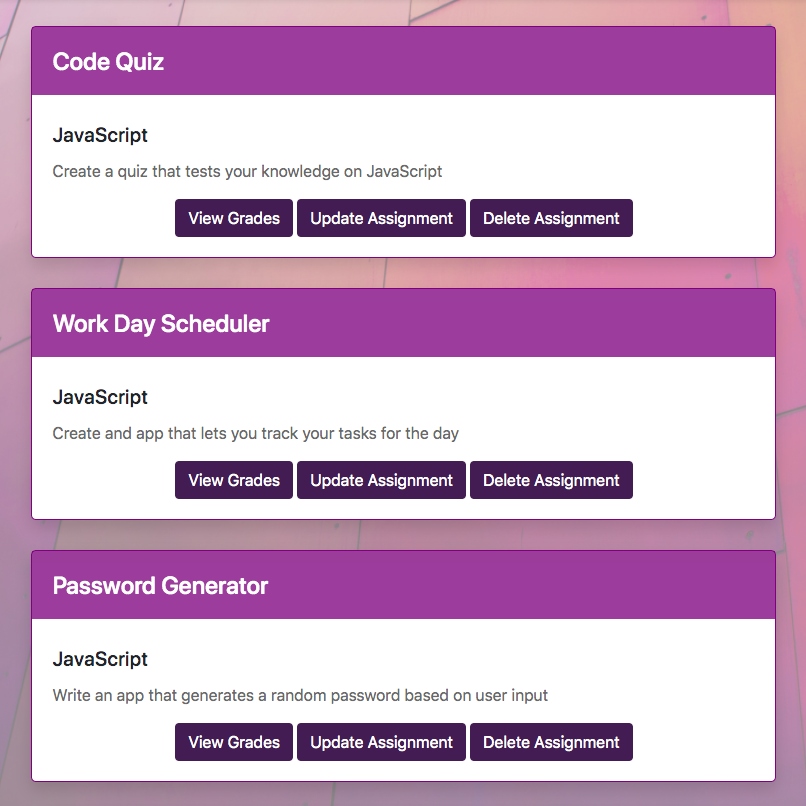 Code Quiz
JavaScript
Create a quiz that tests your knowledge on JavaScript
View Grades Update Assignment Delete Assignment
Work Day Scheduler
JavaScript
Create and app that lets you track your tasks for the day
View Grades Update Assignment Delete Assignment
Password Generator
JavaScript
Write an app that generates a random password based on user input
View Grades Update Assignment Delete Assignment